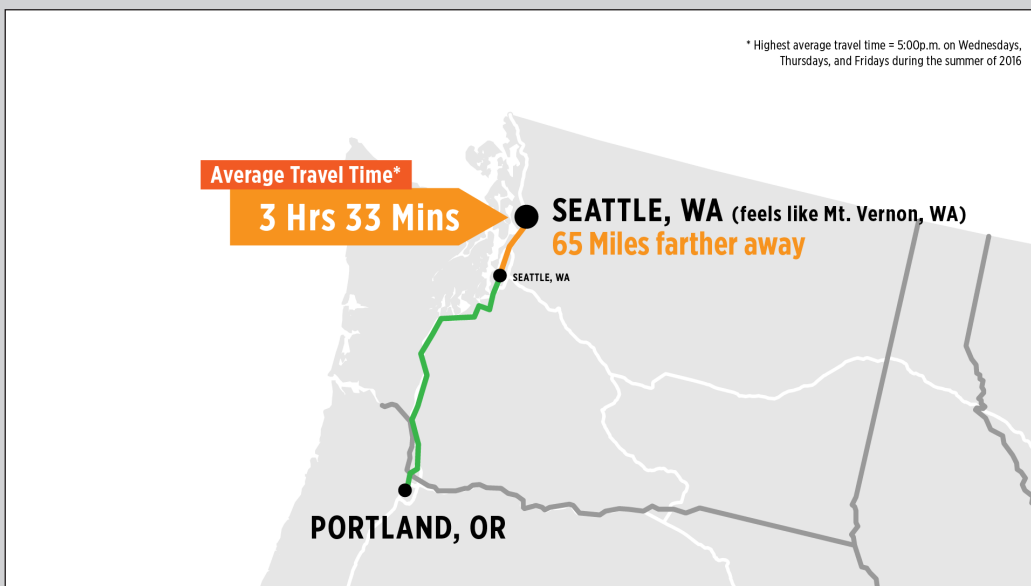 * Highest average travel time = 5:00p.m. on Wednesdays,
Thursdays, and Fridays during the summer of 2016
Average Travel Time*
3 Hrs 33 Mins
SEATTLE, WA (feels like Mt. Vernon, WA)
65 Miles farther away
SEATTLE, WA
PORTLAND, OR